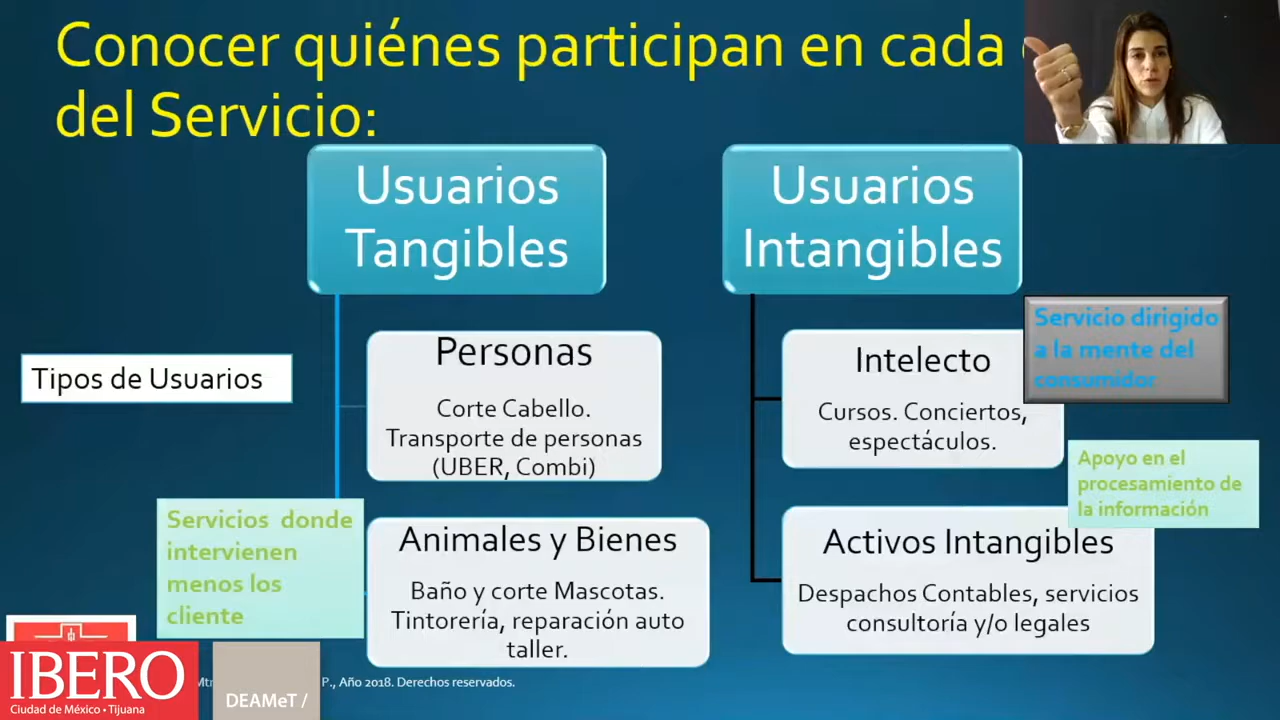 Conocer quiénes participan en cada
del Servicio:
Usuarios
Tangibles
Usuarios
Intangibles
Tipos de Usuarios
Personas
Corte Cabello.
Transporte de personas
(UBER, Combi)
Intelecto
Cursos. Conciertos,
espectáculos.
Servicio dirigido
a la mente del
consumidor
Apoyo en el
procesamiento de
la información
Servicios donde
intervienen
menos los
cliente
Animales y Bienes
Baño y corte Mascotas.
Tintorería, reparación auto
taller.
Activos Intangibles
Despachos Contables, servicios
consultoría y/o legales
P., Año 2018. Derechos reservados.
IBERO
Ciudad de México • Tijuana
DEAMeT /